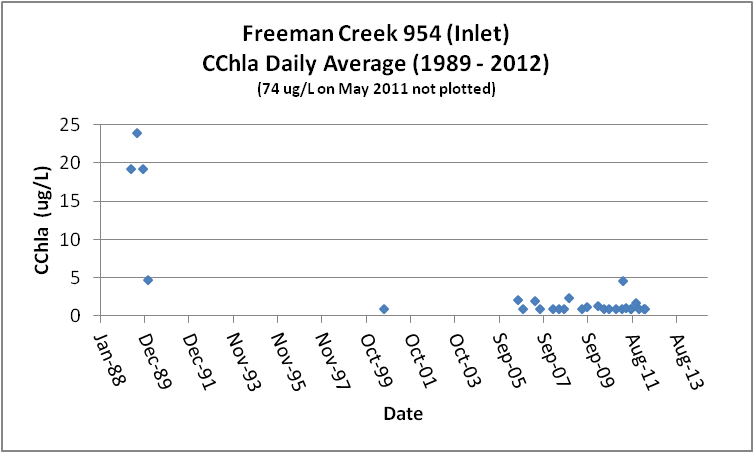 Freeman Creek 954 (Inlet)
CChla Daily Average (1989 - 2012)
(74 ug/L on May 2011 not plotted)
25
20
15
10
5
0
CChla (ug/L)
Jan-88
Dec-89
Dec-91
Nov-93
Nov-95
Nov-97
Oct-99
Oct-01
Oct-03
Sep-05
Sep-07
Sep-09
Aug-11
Aug-13
Date